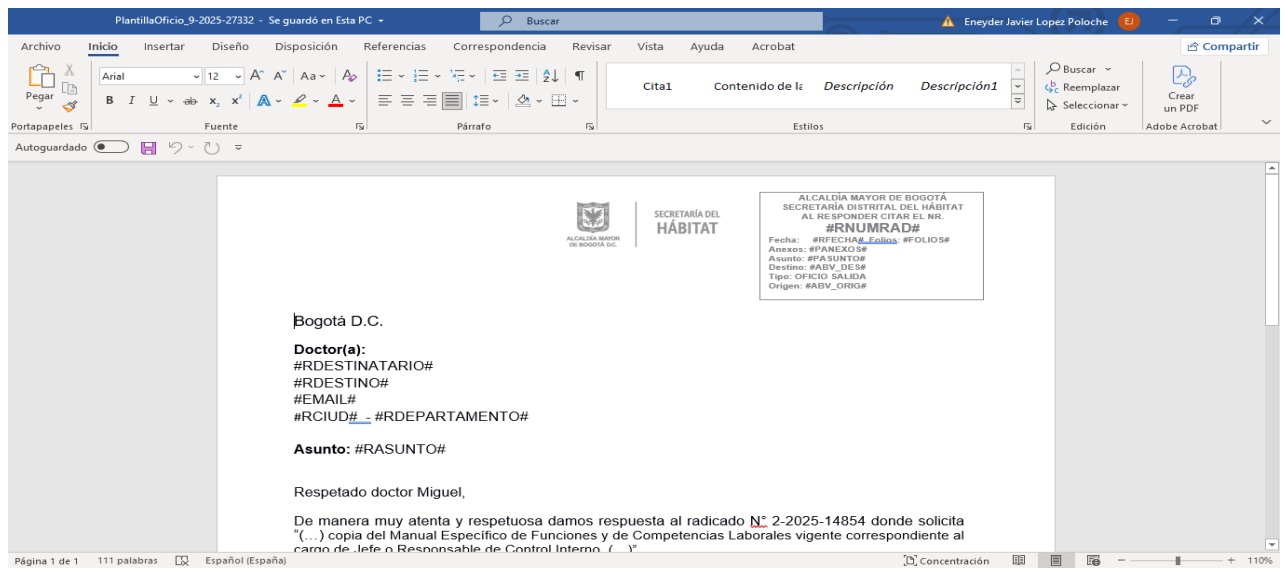 PlantillaOficio_9-2025-27332 - Se guardó en Esta PC
Buscar
Eneyder Javier Lopez Poloche
EJ
Archivo Inicio Insertar Diseño Disposición Referencias Correspondencia Revisar Vista Ayuda Acrobat
Compartir
Pegar
Arial 12
Cita1 Contenido de la Descripción Descripción1
Buscar
Reemplazar
Seleccionar
Crear
un PDF
Portapapeles Fuente Párrafo Estilos Edición Adobe Acrobat
Autoguardado
ALCALDÍA MAYOR
DE BOGOTÁ D.C.
SECRETARÍA DEL
HÁBITAT
ALCALDÍA MAYOR DE BOGOTÁ
SECRETARÍA DISTRITAL DEL HÁBITAT
AL RESPONDER CITAR EL NR.
#RNUMRAD#
Fecha: #RFECHA# Folios: #FOLIOS#
Anexos: #PANEXOS#
Asunto: #PASUNTO#
Destino: #ABV_DES#
Tipo: OFICIO SALIDA
Origen: #ABV_ORIG#
Bogotá D.C.
Doctor(a):
#RDESTINATARIO#
#RDESTINO#
#EMAIL#
#RCIUD# - #RDEPARTAMENTO#
Asunto: #RASUNTO#
Respetado doctor Miguel,
De manera muy atenta y respetuosa damos respuesta al radicado N° 2-2025-14854 donde solicita
"(...) copia del Manual Específico de Funciones y de Competencias Laborales vigente correspondiente al
cargo de Jefe o Responsable de Control Interno, (...)"
Página 1 de 1 111 palabras Español (España) Concentración 110%